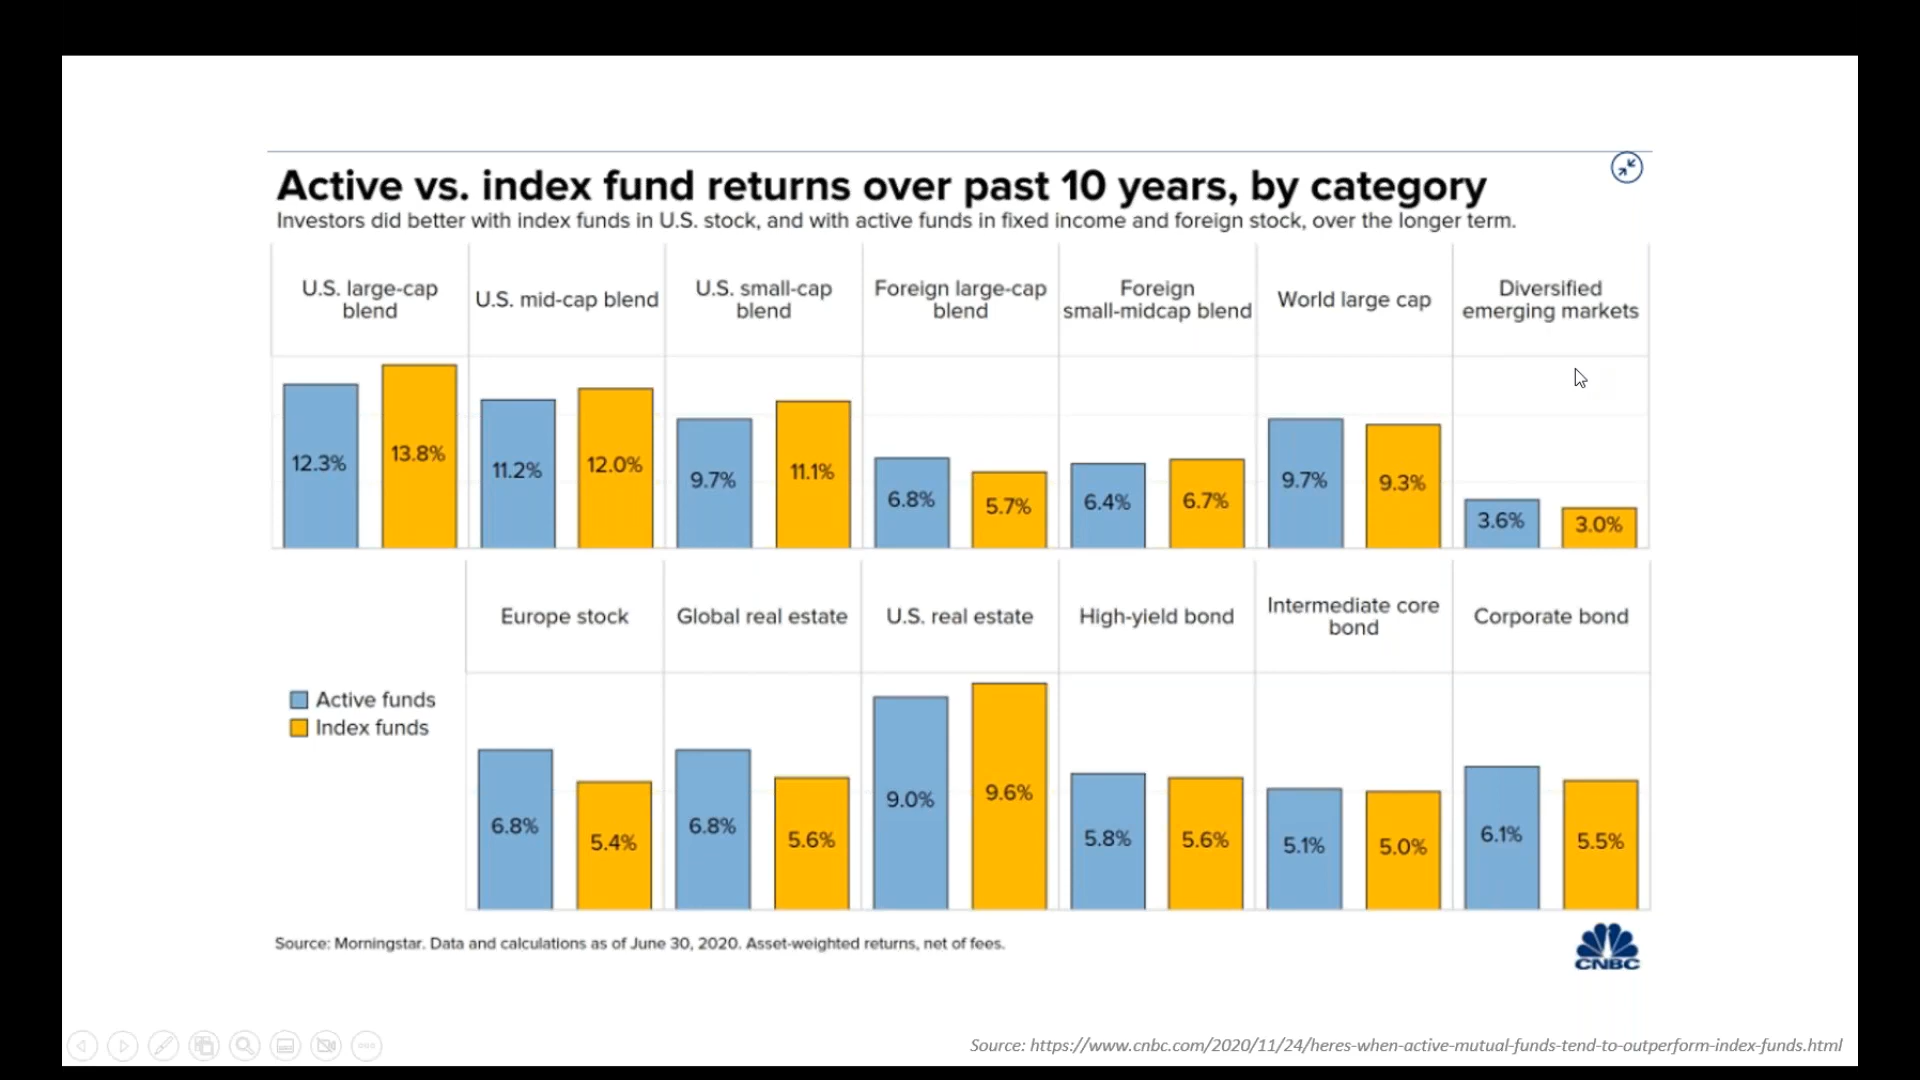 Active vs. index fund returns over past 10 years, by category
Investors did better with index funds in U.S. stock, and with active funds in fixed income and foreign stock, over the longer term.
U.S. large-cap
blend
U.S. mid-cap blend
U.S. small-cap
blend
Foreign large-cap
blend
Foreign
small-midcap blend
World large cap
Diversified
emerging markets
12.3%
13.8%
11.2%
12.0%
9.7%
11.1%
6.8%
5.7%
6.4%
6.7%
9.7%
9.3%
3.6%
3.0%
Europe stock
Global real estate
U.S. real estate
High-yield bond
Intermediate core
bond
Corporate bond
Active funds
Index funds
6.8%
5.4%
6.8%
5.6%
9.0%
9.6%
5.8%
5.6%
5.1%
5.0%
6.1%
5.5%
Source: Morningstar. Data and calculations as of June 30, 2020. Asset-weighted returns, net of fees.
CNBC
Source: https://www.cnbc.com/2020/11/24/heres-when-active-mutual-funds-tend-to-outperform-index-funds.html